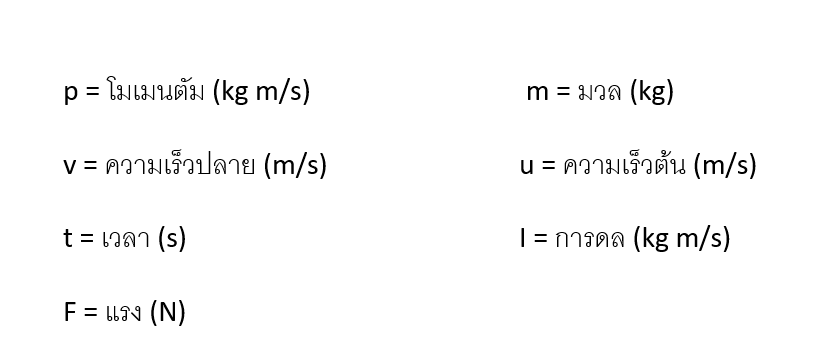 p = โมเมนตัม (kg m/s) m = มวล (kg)
v = ความเร็วปลาย (m/s) u = ความเร็วต้น (m/s)
t = เวลา (s) I = การดล (kg m/s)
F = แรง (N)